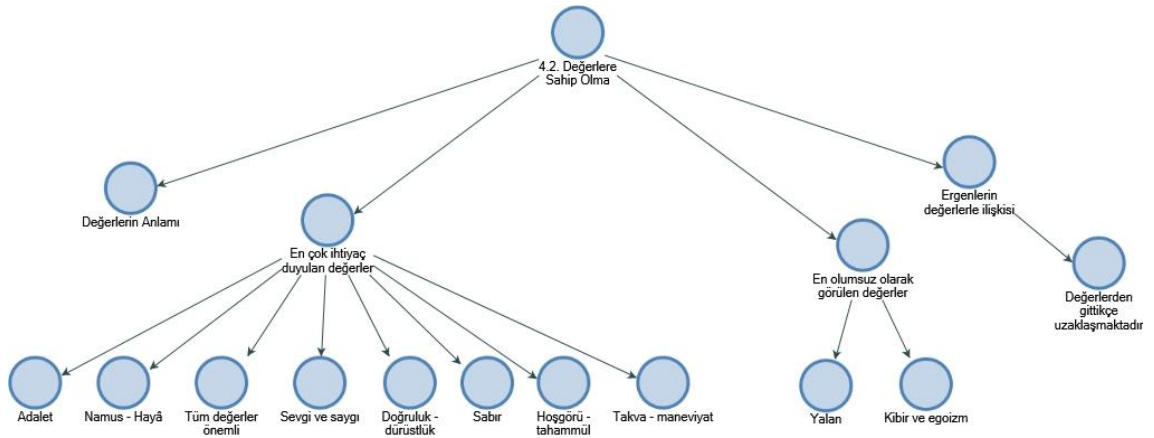 4.2. Değerlere
Sahip Olma
Değerlerin Anlamı
En çok ihtiyaç
duyulan değerler
En olumsuz olarak
görülen değerler
Ergenlerin
değerlerle ilişkisi
Değerlerden
gittikçe
uzaklaşmaktadır
Adalet
Namus - Hayâ
Tüm değerler
önemli
Sevgi ve saygı
Doğruluk -
dürüstlük
Sabır
Hoşgörü -
tahammül
Takva - maneviyat
Yalan
Kibir ve egoizm